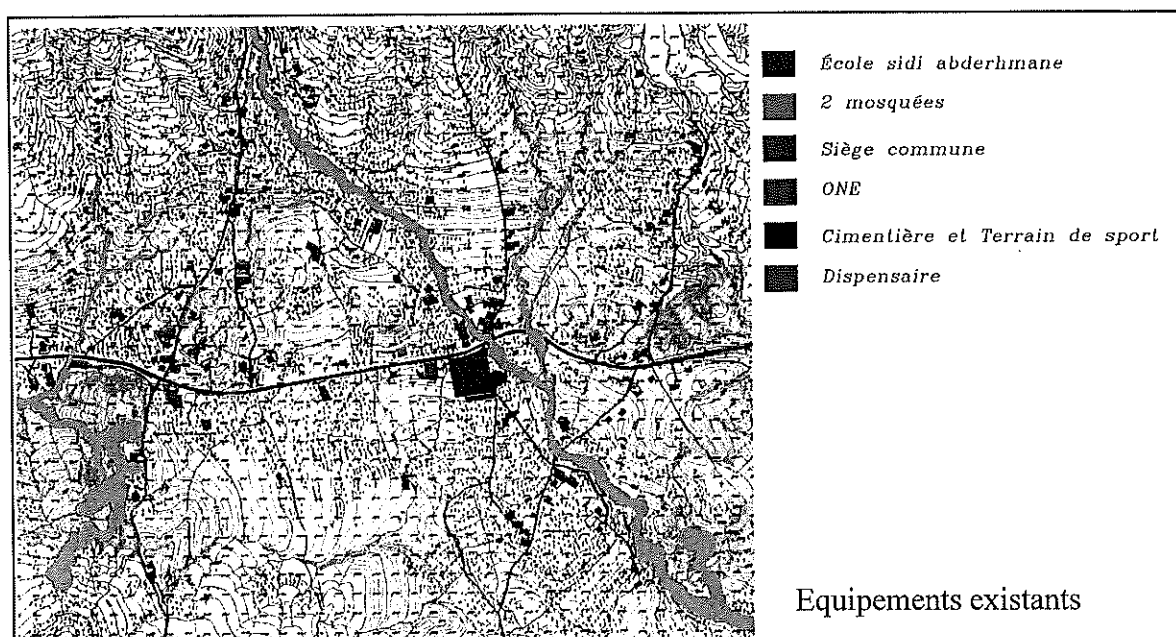 École sidi abderhmane
2 mosquées
Siège commune
ONE
Cimentière et Terrain de sport
Dispensaire
Equipements existants